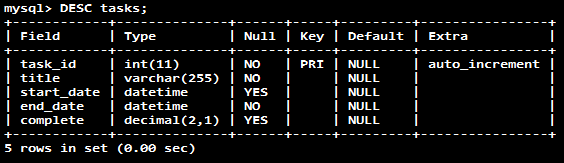 mysql> DESC tasks;
+------------+--------------+------+-----+---------+----------------+
| Field      | Type         | Null | Key | Default | Extra          |
+------------+--------------+------+-----+---------+----------------+
| task_id    | int(11)      | NO   | PRI | NULL    | auto_increment |
| title      | varchar(255) | NO   |     | NULL    |                |
| start_date | datetime     | YES  |     | NULL    |                |
| end_date   | datetime     | NO   |     | NULL    |                |
| complete   | decimal(2,1) | YES  |     | NULL    |                |
+------------+--------------+------+-----+---------+----------------+
5 rows in set (0.00 sec)